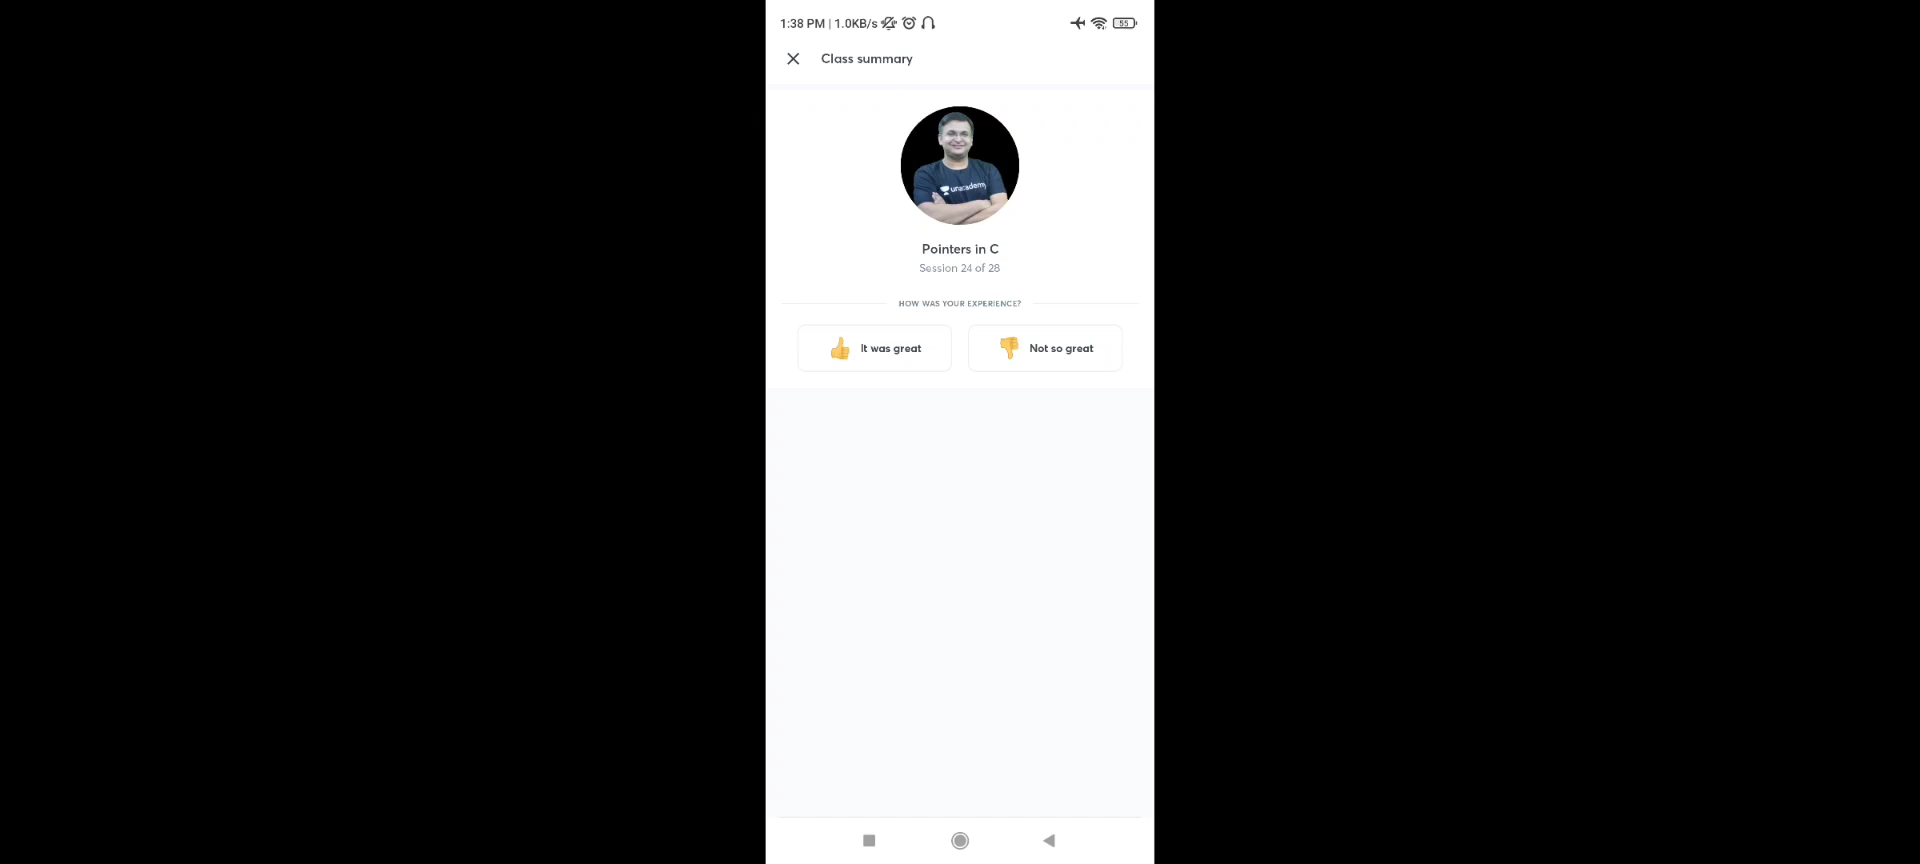 1:38 PM | 1.0KB/s
55
Class summary
unacademy
Pointers in C
Session 24 of 28
HOW WAS YOUR EXPERIENCE?
It was great
Not so great